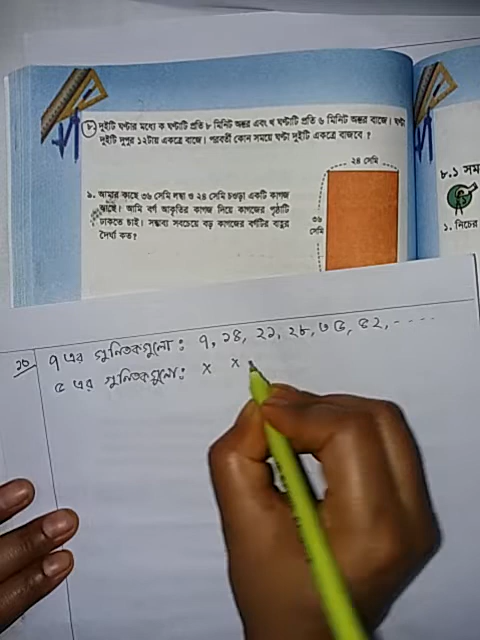 ৮. দুইটি ঘণ্টার মধ্যে ক ঘণ্টাটি প্রতি ৮ মিনিট অন্তর এবং খ ঘণ্টাটি প্রতি ৬ মিনিট অন্তর বাজে। ঘণ্টা
দুইটি দুপুর ১২টায় একত্রে বাজে। পরবর্তী কোন সময়ে ঘণ্টা দুইটি একত্রে বাজবে ?
২৪ সেমি
৯. আমার কাছে ৩৬ সেমি লম্বা ও ২৪ সেমি চওড়া একটি কাগজ
আছে। আমি বর্গ আকৃতির কাগজ দিয়ে কাগজের পৃষ্ঠাটি
ঢাকতে চাই। সম্ভাব্য সবচেয়ে বড় কাগজের বর্গটির বাহুর
দৈর্ঘ্য কত?
৩৬
সেমি
৮.১ সম
১. নিচের
১০ ৭ এর গুণিতকগুলো : ৭, ১৪, ২১, ২৮, ৩৫, ৪২, - - - -
৫ এর গুণিতকগুলো : × ×